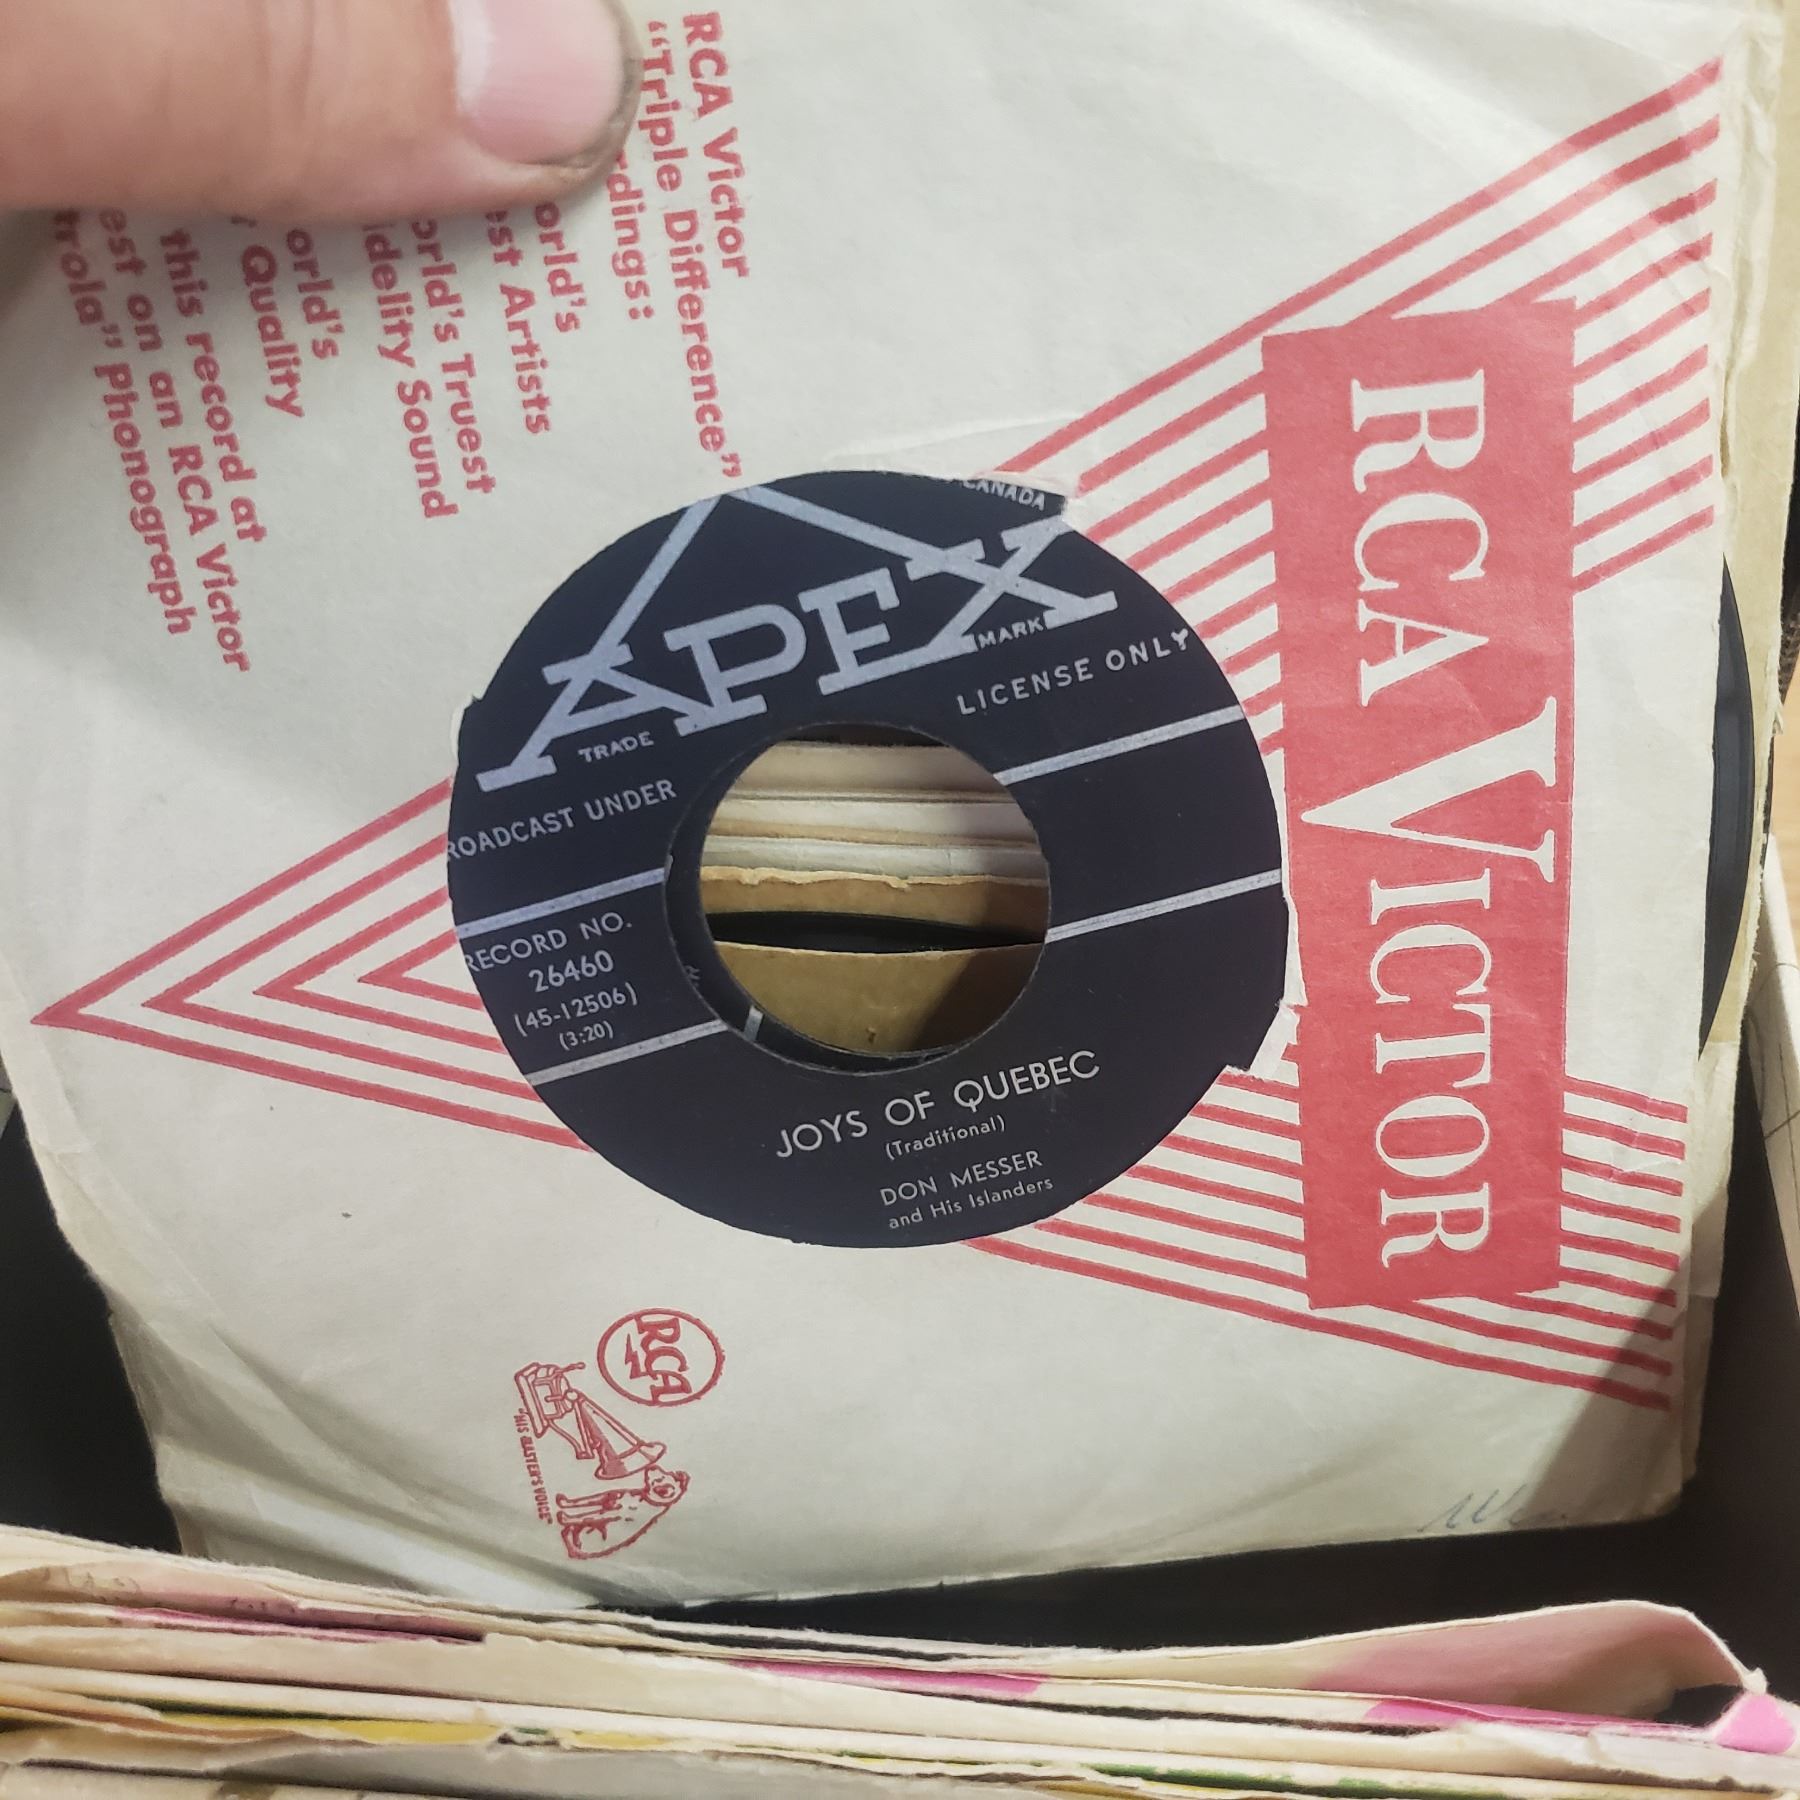 RCA Victor
"Triple Difference"
rdings:
orld's
est Artists
orld's Truest
idelity Sound
orld's
Quality
this record at
est on an RCA Victor
trola" Phonograph
RCA VICTOR
CANADA
APEX
TRADE MARK
ROADCAST UNDER LICENSE ONLY
RECORD NO.
26460
(45-12506)
(3:20)
JOYS OF QUEBEC
(Traditional)
DON MESSER
and His Islanders
RCA
"HIS MASTER'S VOICE"